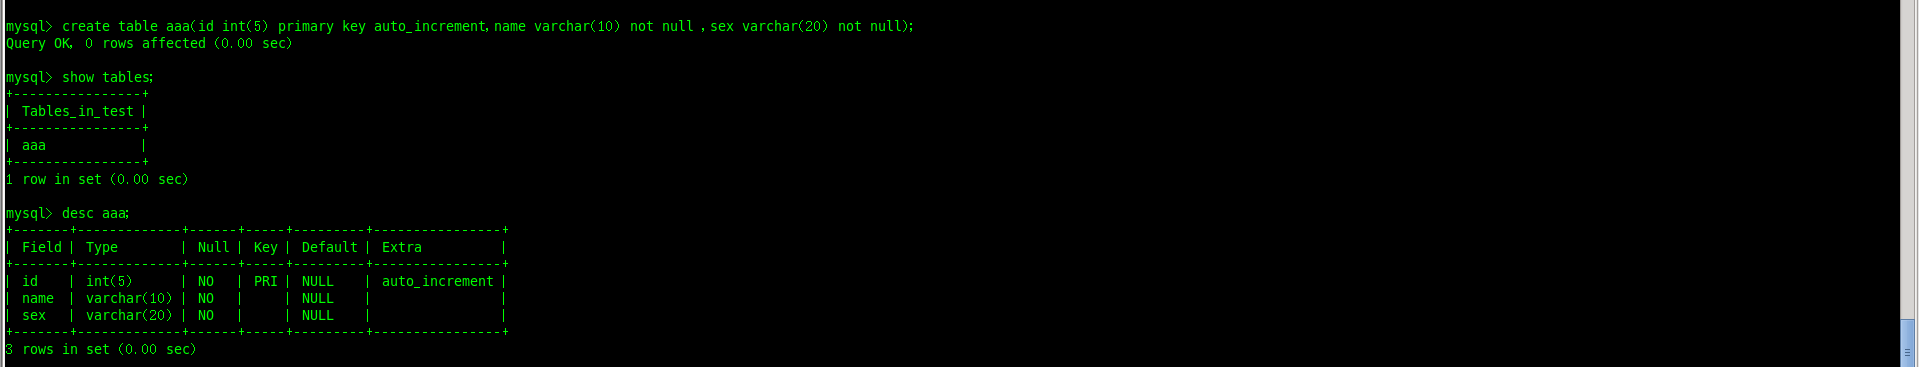 mysql> create table aaa(id int(5) primary key auto_increment,name varchar(10) not null ,sex varchar(20) not null);
Query OK, 0 rows affected (0.00 sec)
mysql> show tables;
+----------------+
| Tables_in_test |
+----------------+
| aaa            |
+----------------+
1 row in set (0.00 sec)
mysql> desc aaa;
+-------+-------------+------+-----+---------+----------------+
| Field | Type        | Null | Key | Default | Extra          |
+-------+-------------+------+-----+---------+----------------+
| id    | int(5)      | NO   | PRI | NULL    | auto_increment |
| name  | varchar(10) | NO   |     | NULL    |                |
| sex   | varchar(20) | NO   |     | NULL    |                |
+-------+-------------+------+-----+---------+----------------+
3 rows in set (0.00 sec)